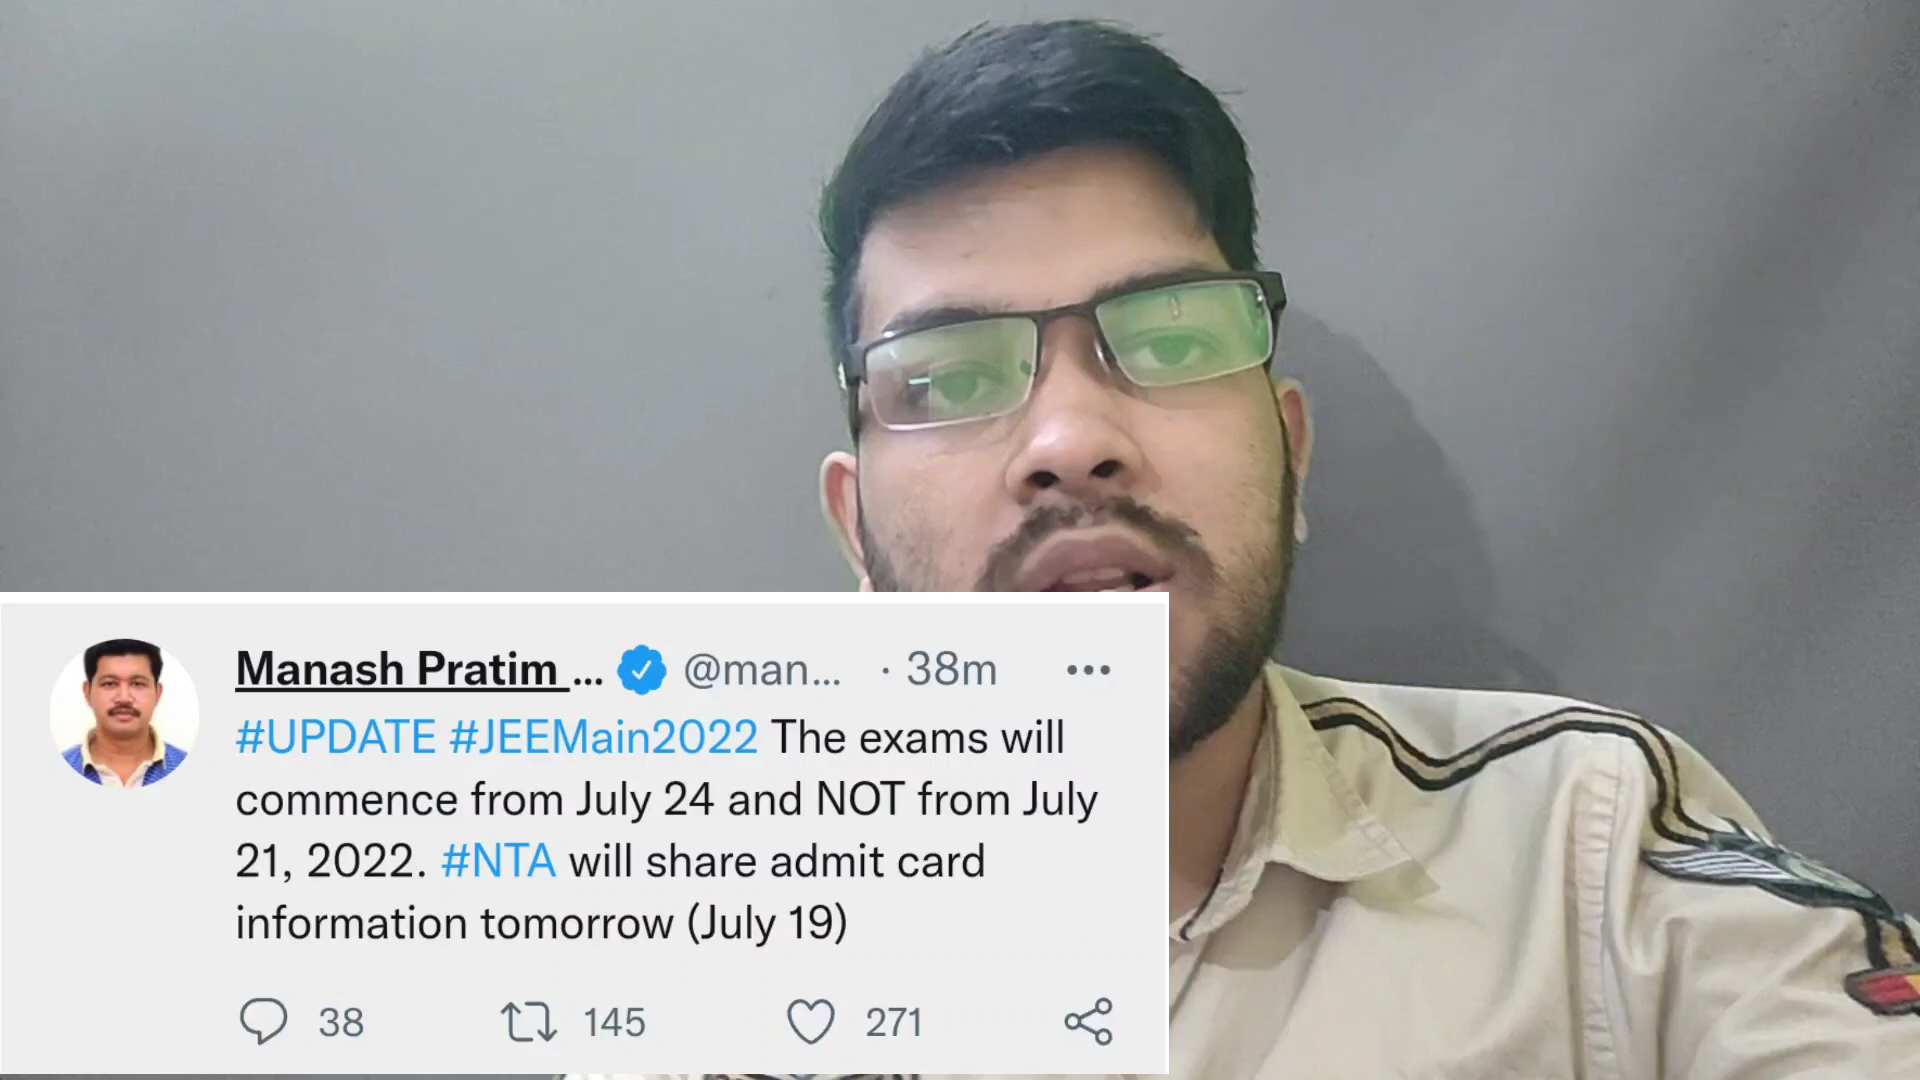 Manash Pratim ... @man... · 38m
#UPDATE #JEEMain2022 The exams will
commence from July 24 and NOT from July
21, 2022. #NTA will share admit card
information tomorrow (July 19)
38 145 271